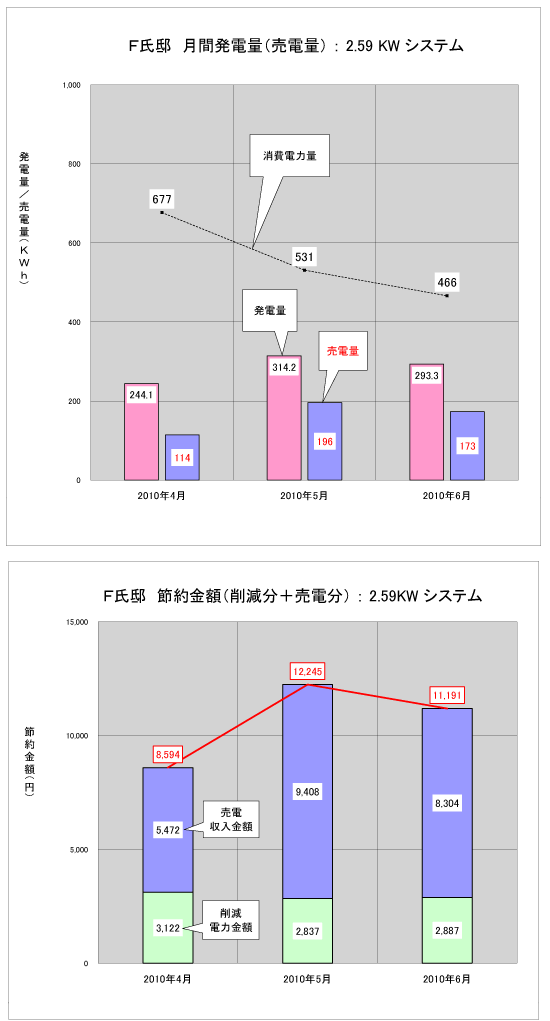 F氏邸　月間発電量（売電量） ： 2.59 KW システム
1,000
800
600
400
200
0
発電量／売電量（KWh）
消費電力量
677
531
466
発電量
売電量
244.1
314.2
293.3
114
196
173
2010年4月
2010年5月
2010年6月
F氏邸　節約金額（削減分＋売電分） ： 2.59KW システム
15,000
10,000
5,000
0
節約金額（円）
8,594
12,245
11,191
5,472
9,408
8,304
売電
収入金額
3,122
2,837
2,887
削減
電力金額
2010年4月
2010年5月
2010年6月